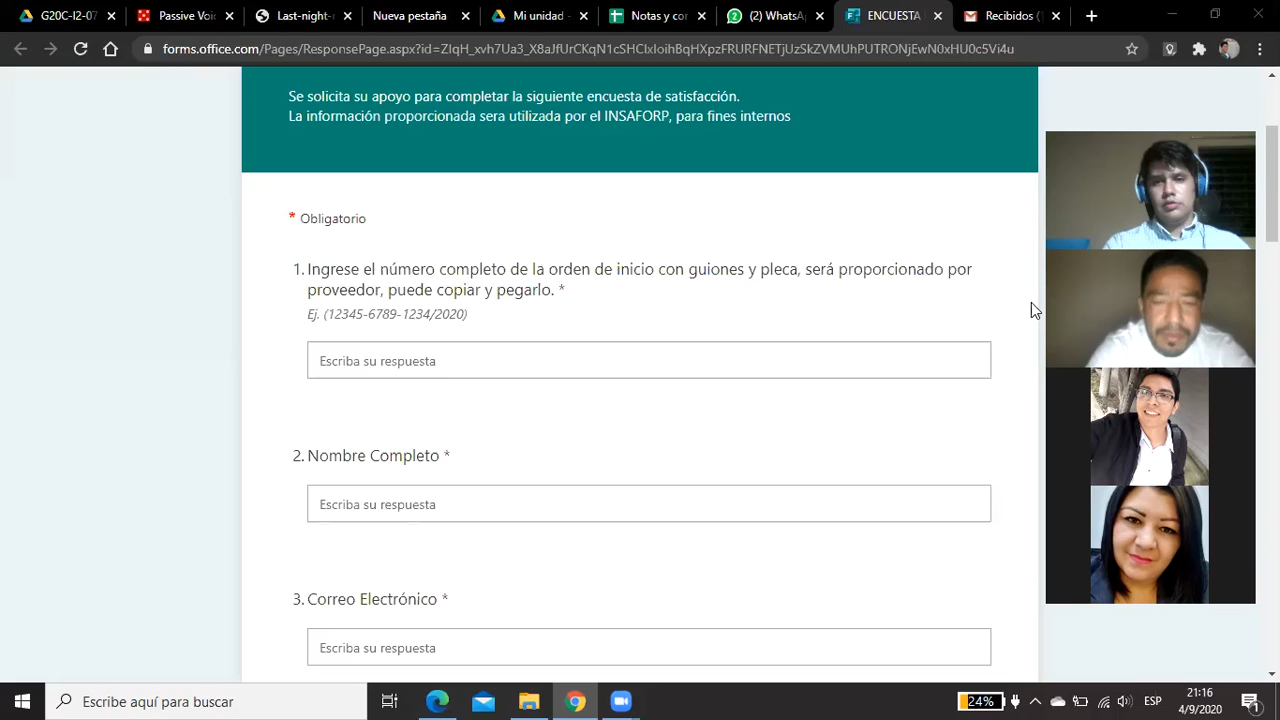 G20C-I2-07
Passive Voi
Last-night-
Nueva pestaña
Mi unidad -
Notas y cor
(2) WhatsA
ENCUESTA
Recibidos (
forms.office.com/Pages/ResponsePage.aspx?id=ZIqH_xvh7Ua3_X8aJfUrCKqN1cSHCIxIoihBqHXpzFRURFNETjUzSkZVMUhPUTRONjEwN0xHU0c5Vi4u
Se solicita su apoyo para completar la siguiente encuesta de satisfacción.
La información proporcionada sera utilizada por el INSAFORP, para fines internos
* Obligatorio
1. Ingrese el número completo de la orden de inicio con guiones y pleca, será proporcionado por
proveedor, puede copiar y pegarlo. *
Ej. (12345-6789-1234/2020)
Escriba su respuesta
2. Nombre Completo *
Escriba su respuesta
3. Correo Electrónico *
Escriba su respuesta
Escribe aquí para buscar
24%
ESP
21:16
4/9/2020
1